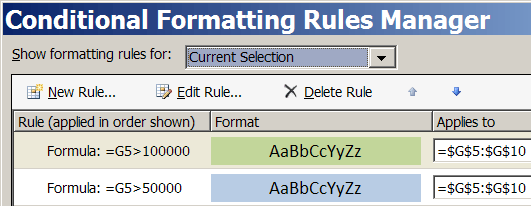 Conditional Formatting Rules Manager
Show formatting rules for: Current Selection
New Rule... Edit Rule... Delete Rule
Rule (applied in order shown) Format Applies to
Formula: =G5>100000 AaBbCcYyZz =$G$5:$G$10
Formula: =G5>50000 AaBbCcYyZz =$G$5:$G$10